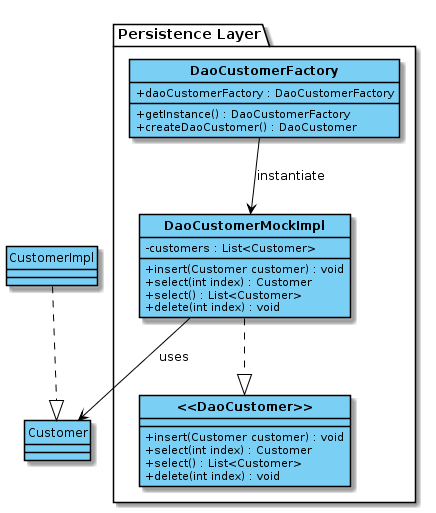 Persistence Layer
DaoCustomerFactory
+daoCustomerFactory : DaoCustomerFactory
+getInstance() : DaoCustomerFactory
+createDaoCustomer() : DaoCustomer
instantiate
DaoCustomerMockImpl
-customers : List<Customer>
+insert(Customer customer) : void
+select(int index) : Customer
+select() : List<Customer>
+delete(int index) : void
CustomerImpl
uses
<<DaoCustomer>>
+insert(Customer customer) : void
+select(int index) : Customer
+select() : List<Customer>
+delete(int index) : void
Customer